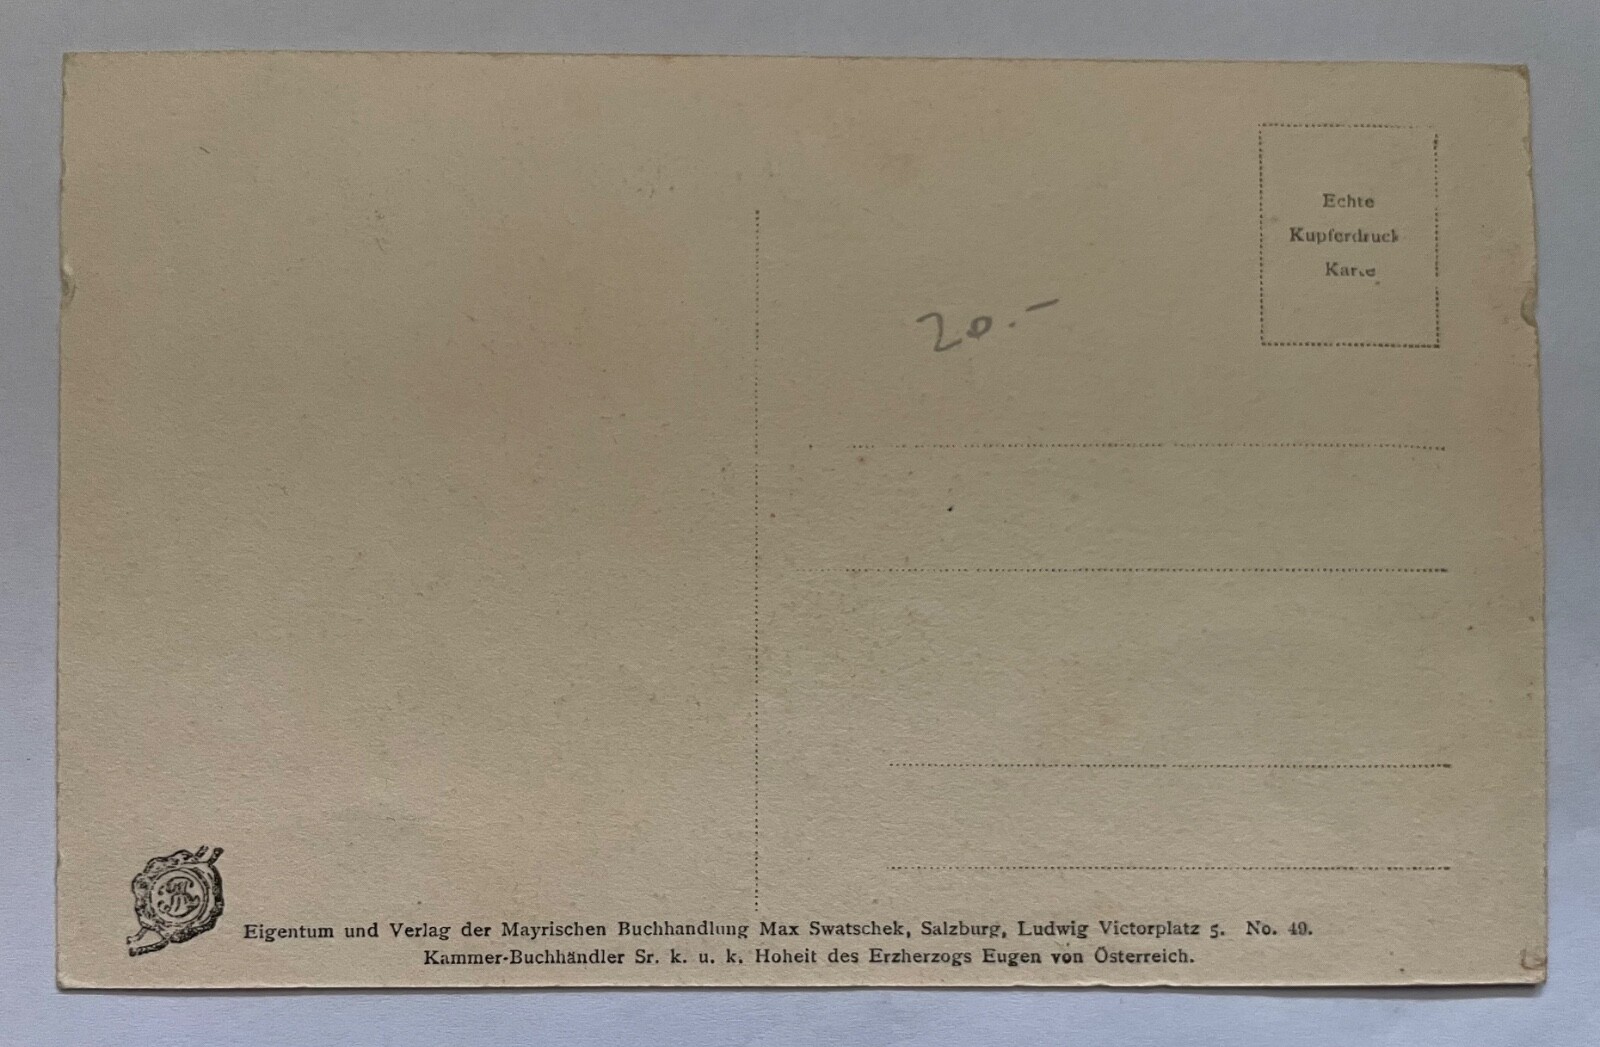 Echte
Kupferdruck
Karte
20.-
Eigentum und Verlag der Mayrischen Buchhandlung Max Swatschek, Salzburg, Ludwig Victorplatz 5. No. 49.
Kammer-Buchhändler Sr. k. u. k. Hoheit des Erzherzogs Eugen von Österreich.